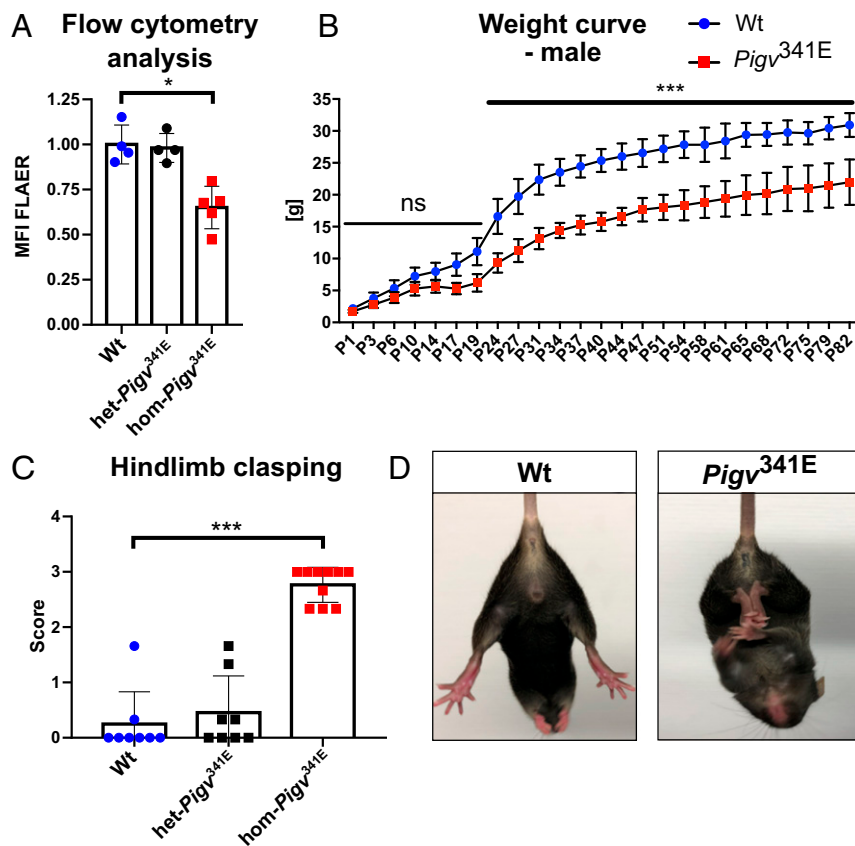 A
Flow cytometry
analysis
*
MFI FLAER
1.25
1.00
0.75
0.50
0.25
0.00
Wt
het-Pigv341E
hom-Pigv341E
B
Weight curve
- male
Wt
Pigv341E
***
ns
[g]
35
30
25
20
15
10
5
0
P1 P3 P6 P10 P14 P17 P19 P24 P27 P31 P34 P37 P40 P44 P47 P51 P54 P58 P61 P65 P68 P72 P75 P79 P82
C
Hindlimb clasping
***
Score
4
3
2
1
0
Wt
het-Pigv341E
hom-Pigv341E
D
Wt
Pigv341E